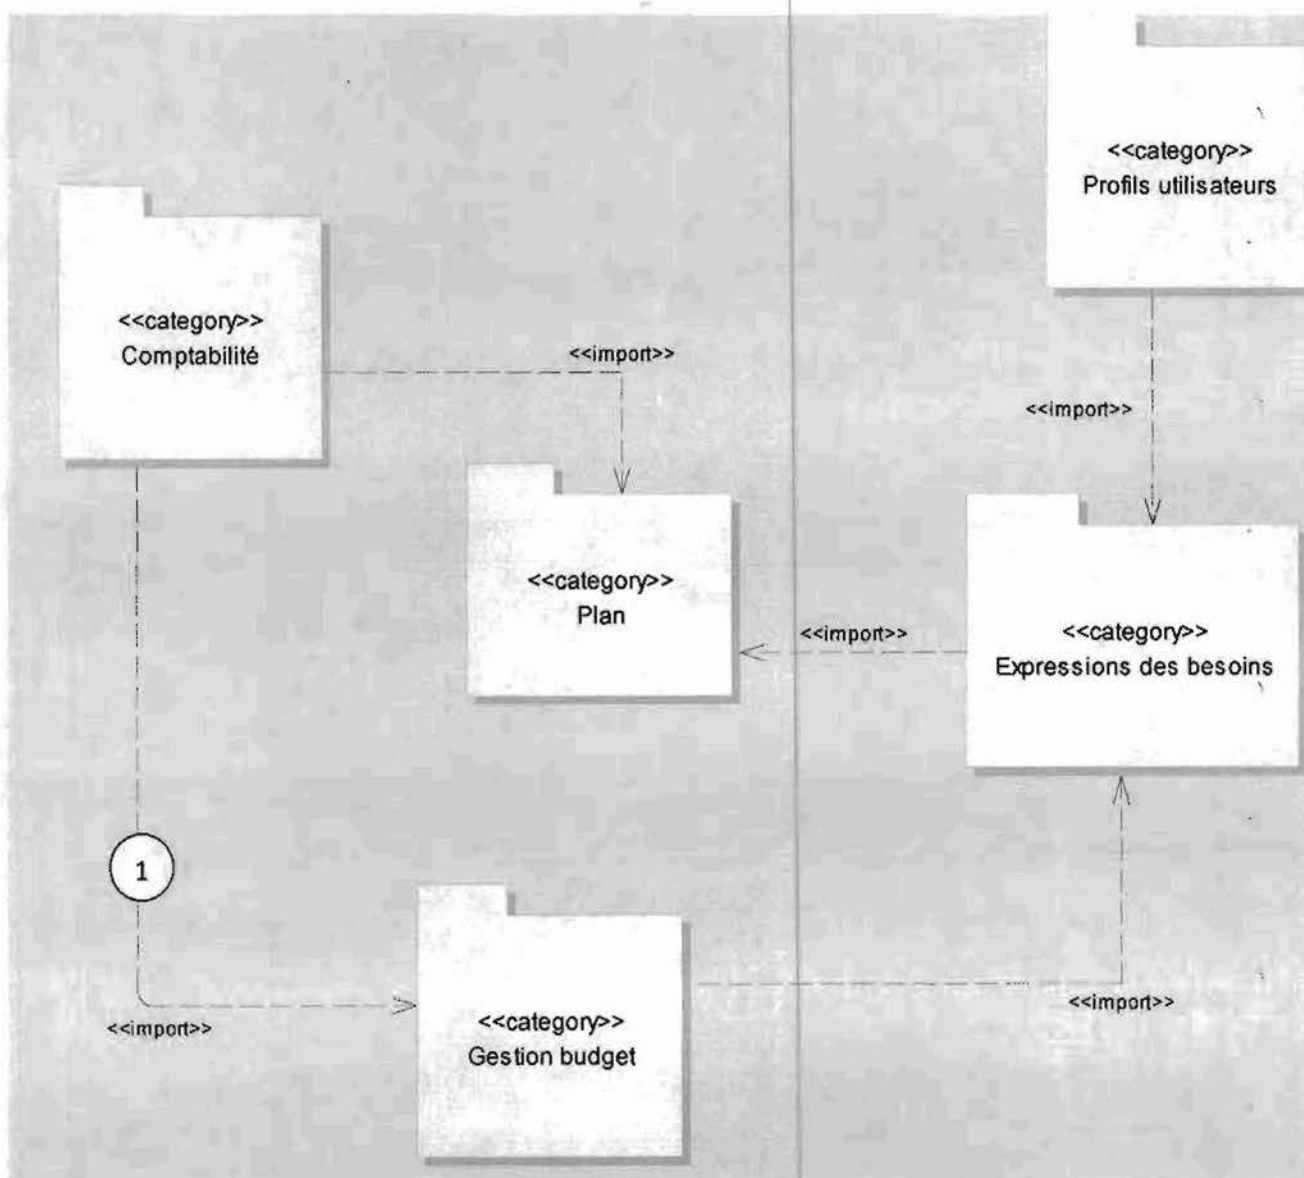 <<category>>
Profils utilisateurs
<<category>>
Comptabilité
<<import>>
<<import>>
<<category>>
Plan
<<import>>
<<category>>
Expressions des besoins
1
<<import>>
<<category>>
Gestion budget
<<import>>